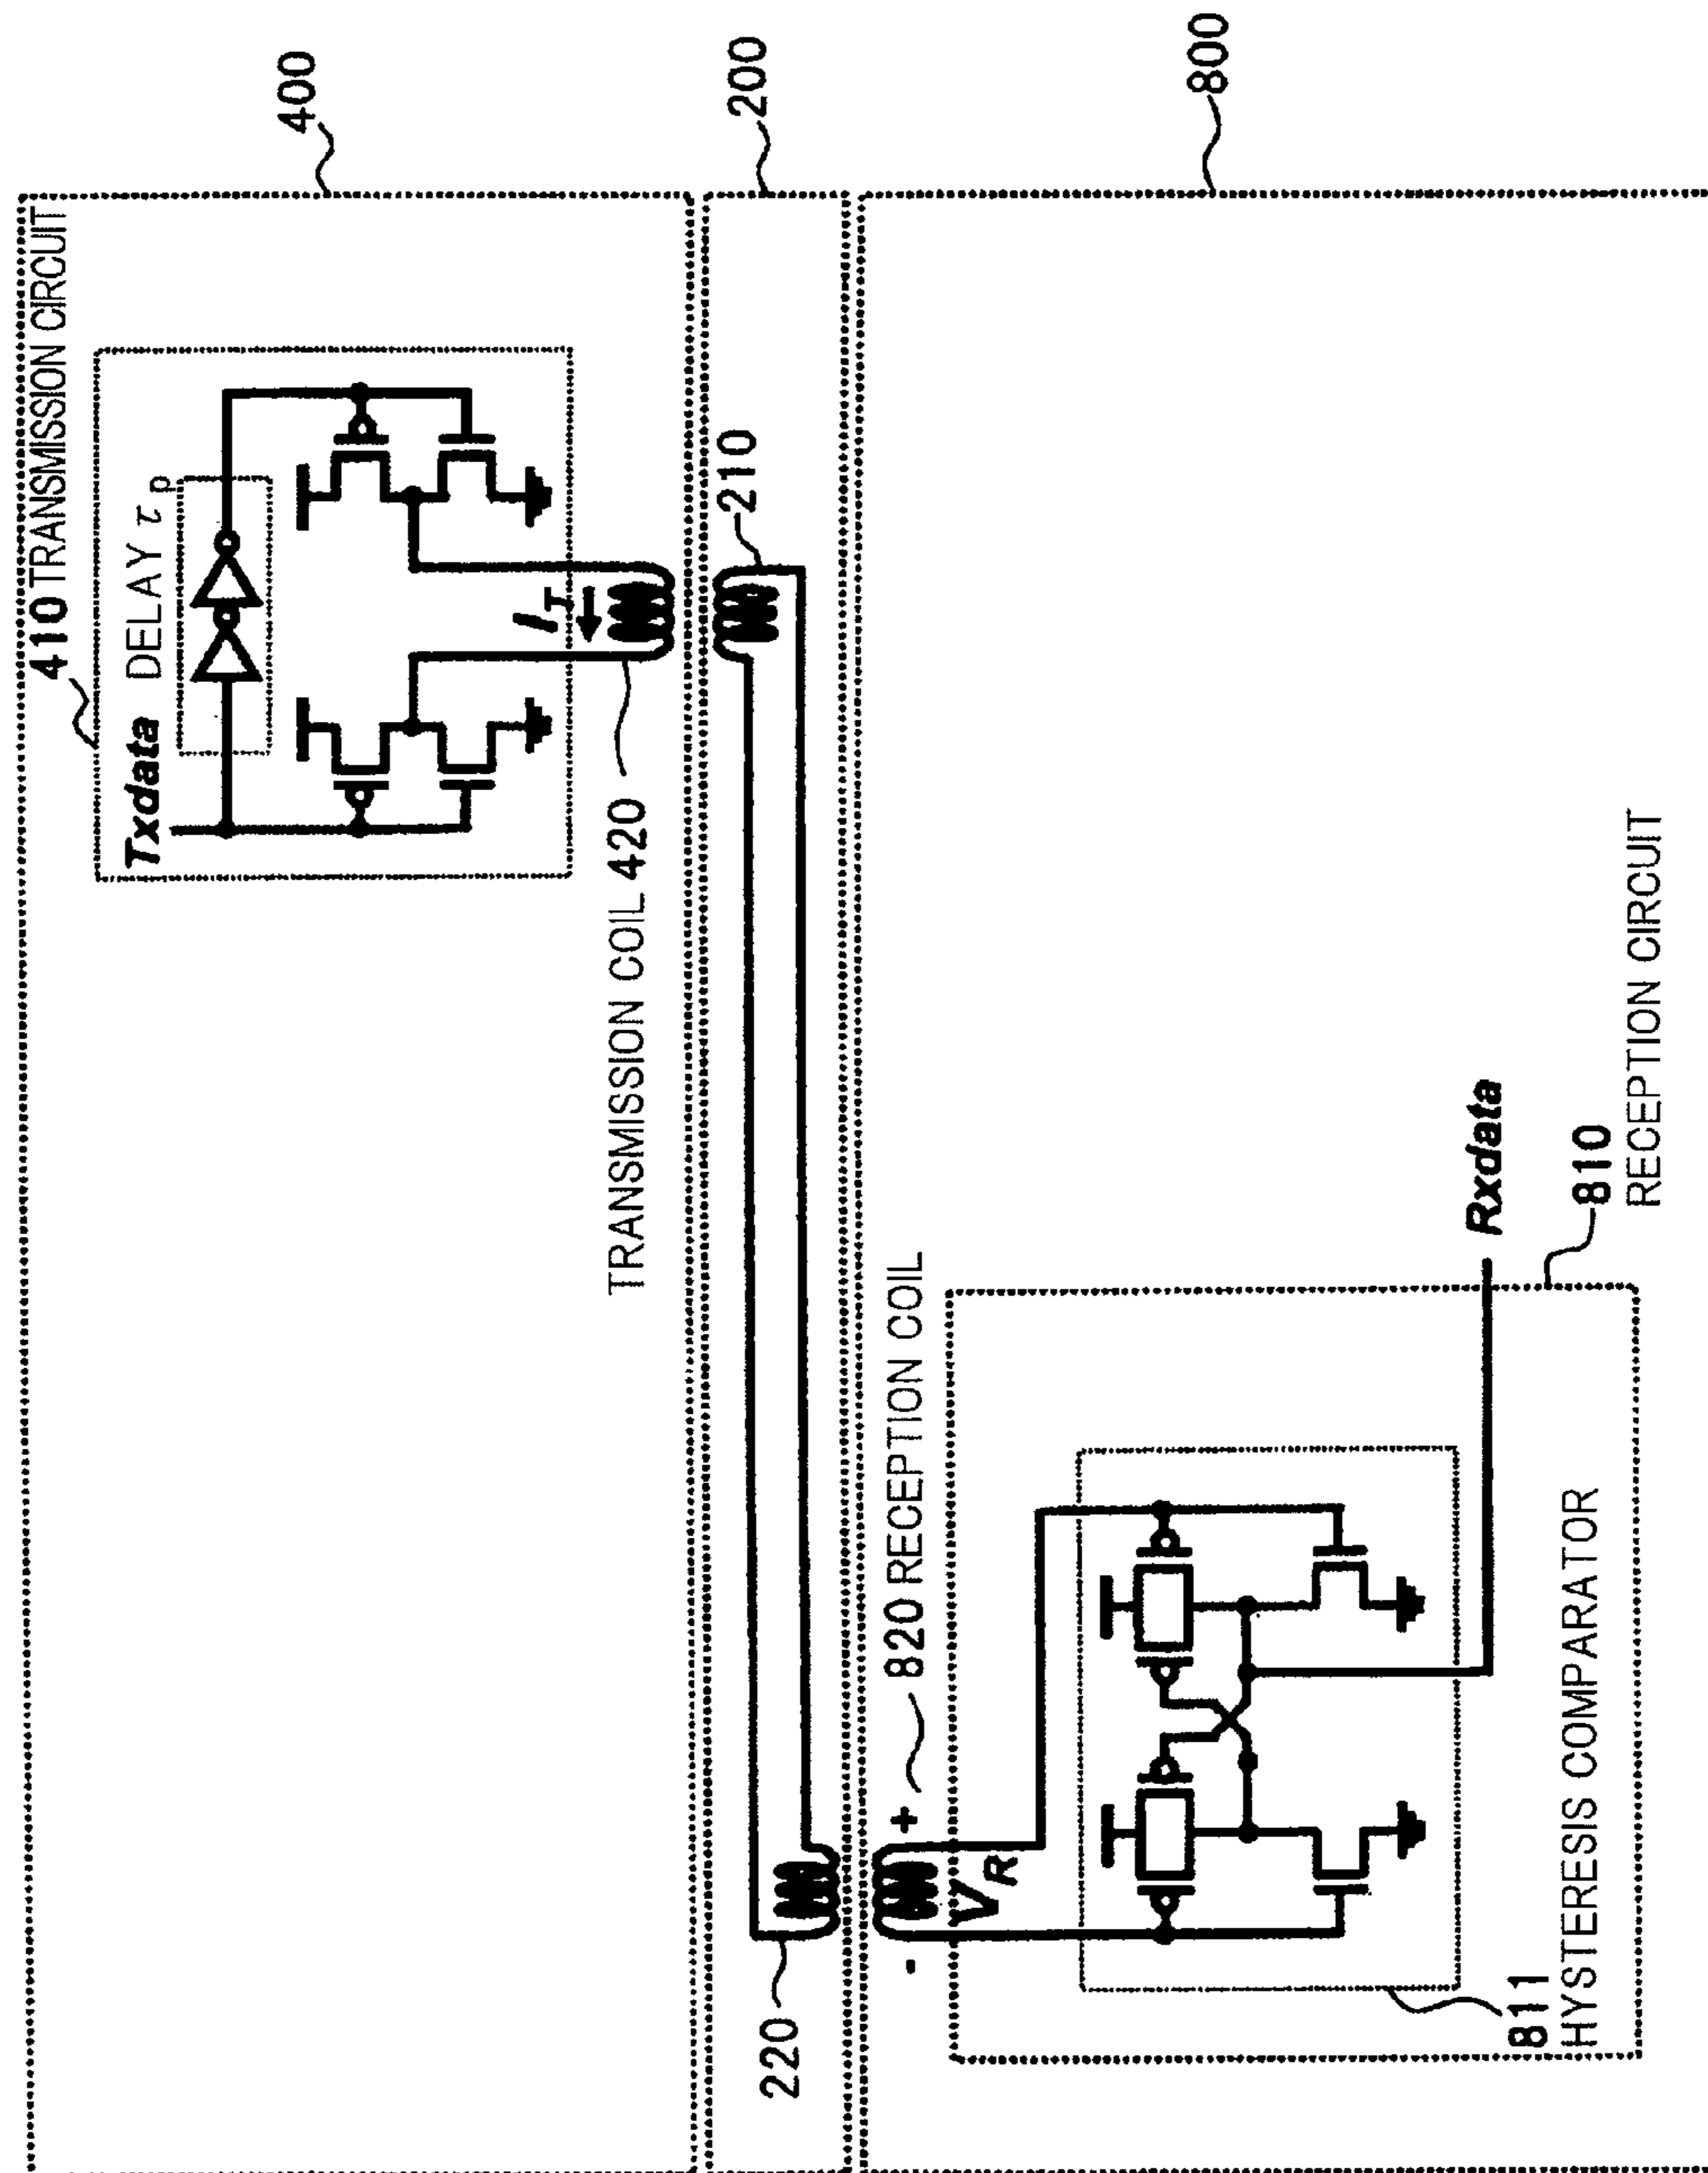 400
410 TRANSMISSION CIRCUIT
Txdata DELAY τp
IT
TRANSMISSION COIL 420
200
210
220
800
820 RECEPTION COIL
+
-
VR
Rxdata
811
HYSTERESIS COMPARATOR
810
RECEPTION CIRCUIT